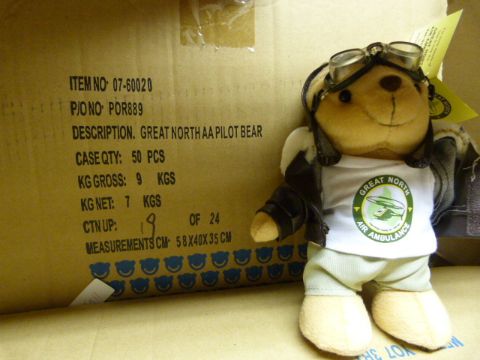 ITEM NO 07-60020
P/O NO POR889
DESCRIPTION. GREAT NORTH AA PILOT BEAR
CASE QTY: 50 PCS
KG GROSS: 9 KGS
KG NET: 7 KGS
CTN UP: 19 OF 24
MEASUREMENTS CM: 58X40X35 CM
GREAT NORTH
AIR AMBULANCE